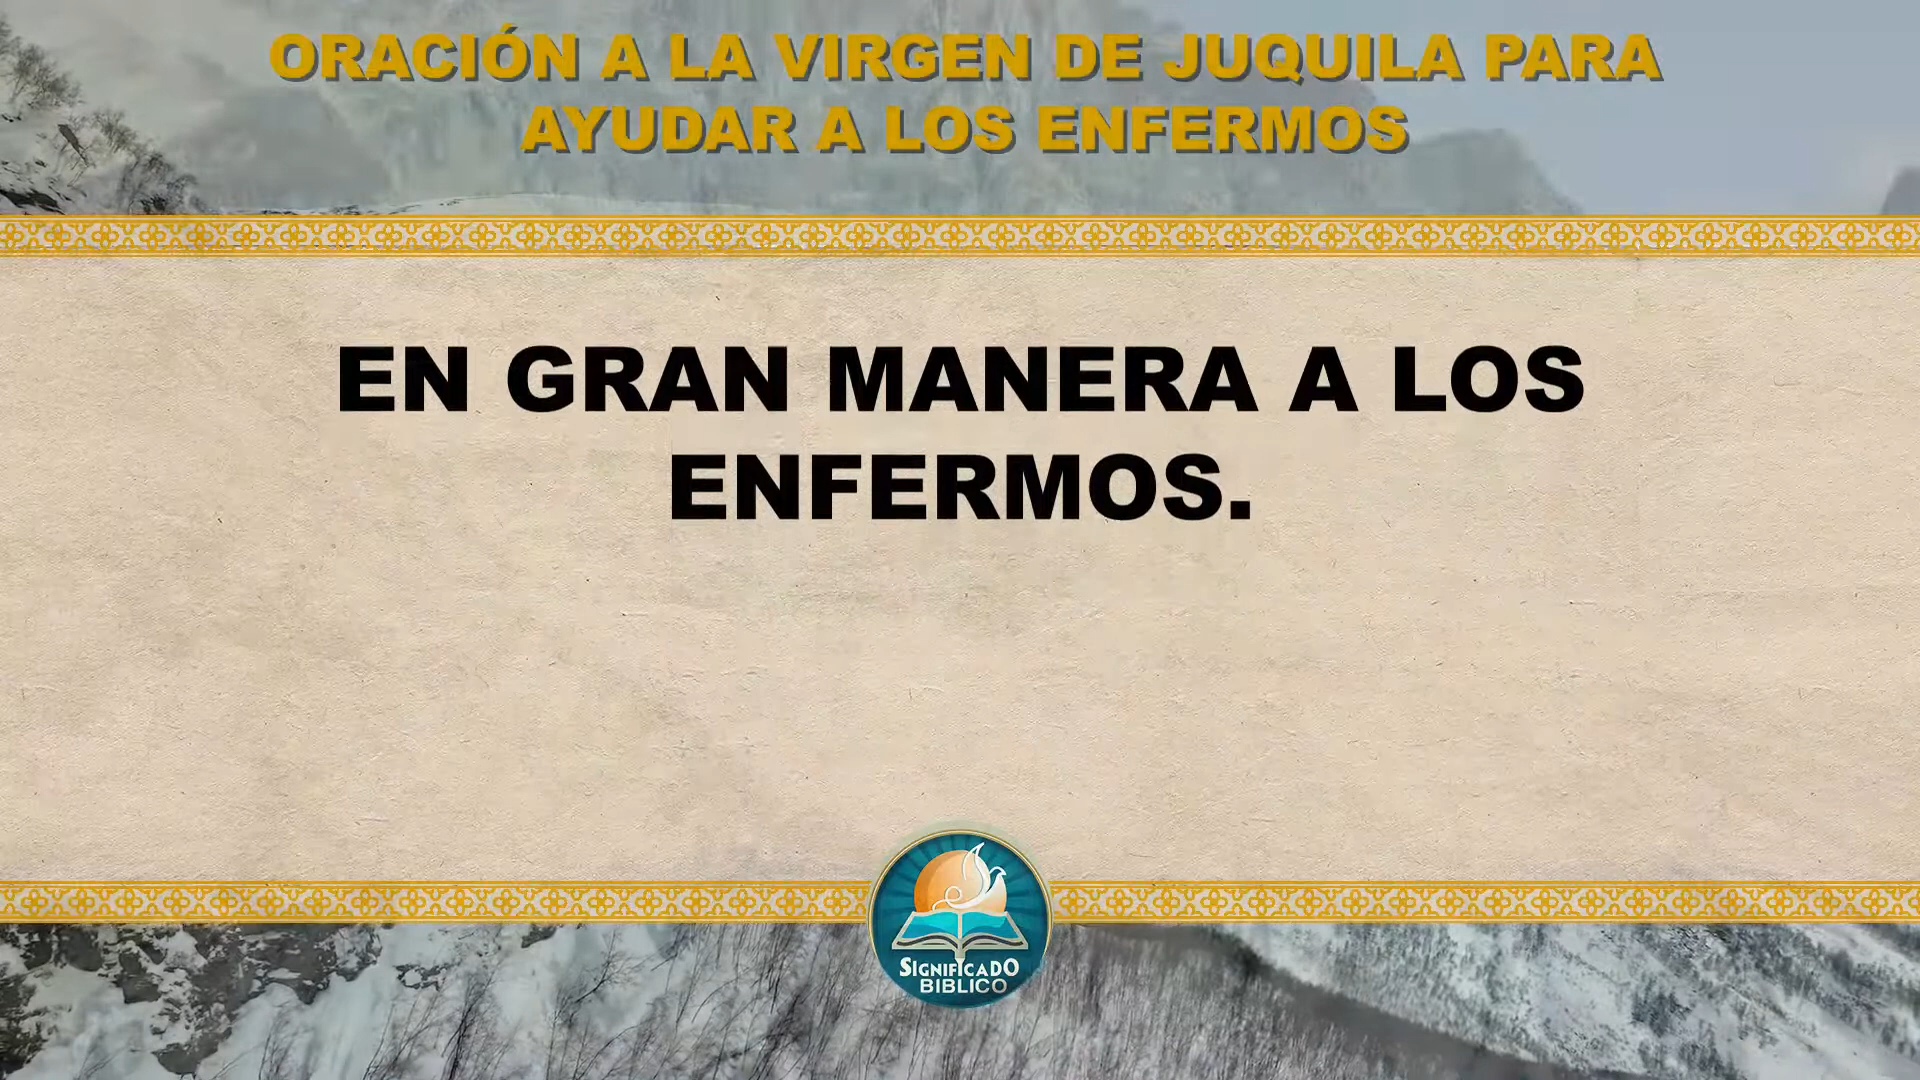 ORACIÓN A LA VIRGEN DE JUQUILA PARA
AYUDAR A LOS ENFERMOS
EN GRAN MANERA A LOS
ENFERMOS.
SIGNIFICADO
BIBLICO